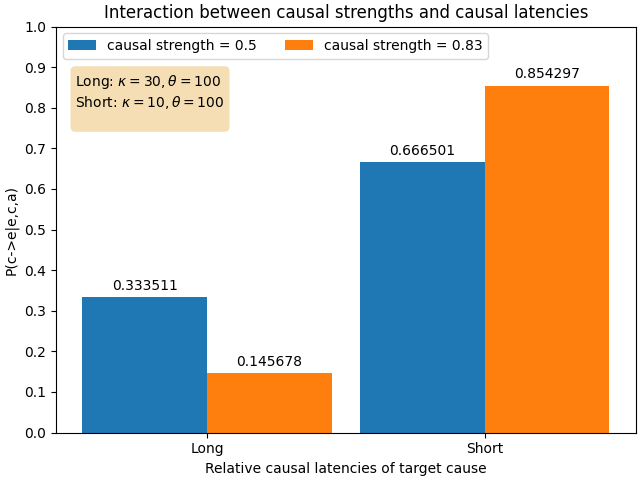 Interaction between causal strengths and causal latencies
causal strength = 0.5
causal strength = 0.83
Long: κ = 30, θ = 100
Short: κ = 10, θ = 100
P(c->e|e,c,a)
1.0
0.9
0.8
0.7
0.6
0.5
0.4
0.3
0.2
0.1
0.0
0.333511
0.145678
0.666501
0.854297
Long
Short
Relative causal latencies of target cause